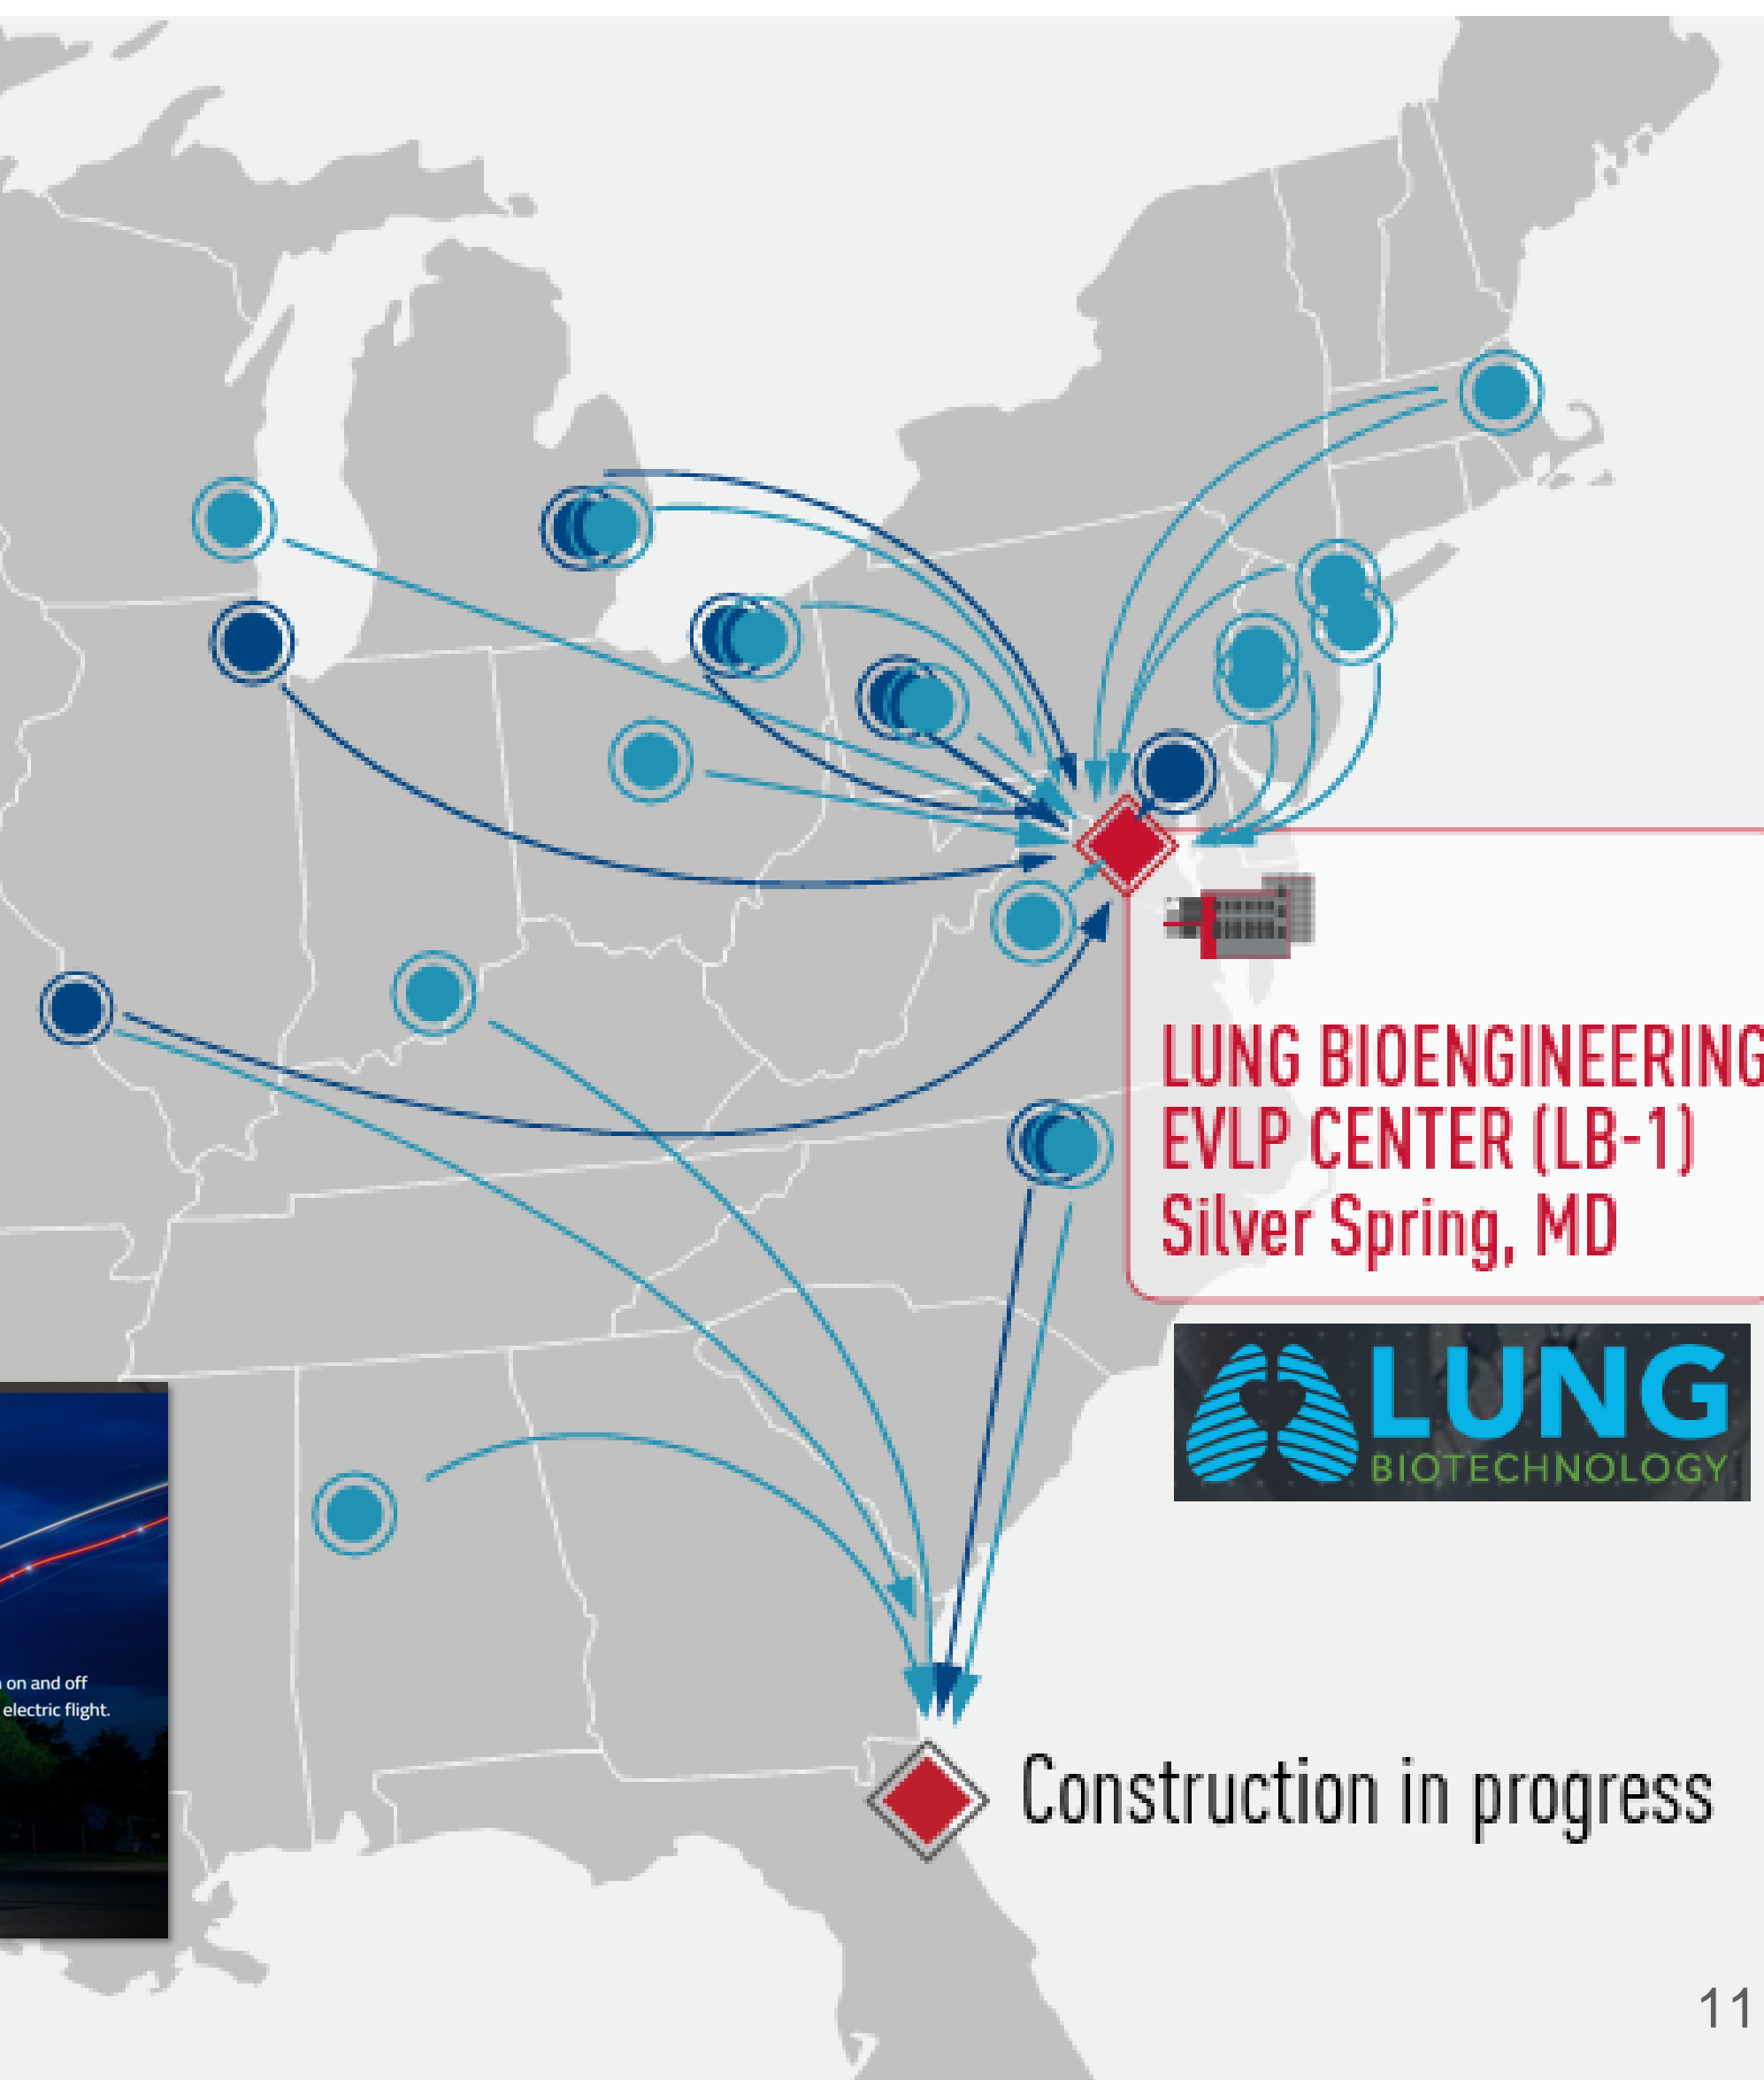 LUNG BIOENGINEERING
EVLP CENTER (LB-1)
Silver Spring, MD
LUNG
BIOTECHNOLOGY
on and off
electric flight.
Construction in progress
11